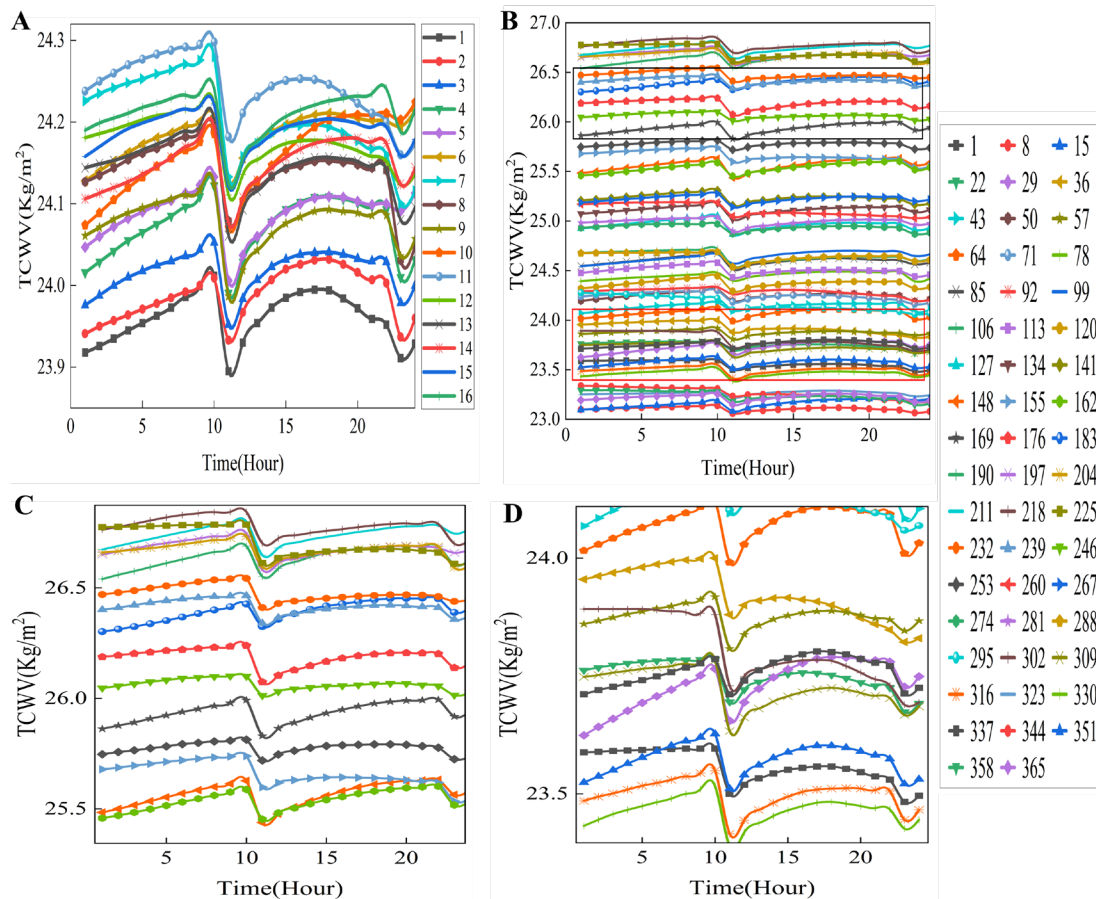 A
TCWV(Kg/m²)
24.3
24.2
24.1
24.0
23.9
0
5
10
15
20
Time(Hour)
1
2
3
4
5
6
7
8
9
10
11
12
13
14
15
16
B
TCWV(Kg/m²)
27.0
26.5
26.0
25.5
25.0
24.5
24.0
23.5
23.0
0
10
20
Time(Hour)
1 8 15
22 29 36
43 50 57
64 71 78
85 92 99
106 113 120
127 134 141
148 155 162
169 176 183
190 197 204
211 218 225
232 239 246
253 260 267
274 281 288
295 302 309
316 323 330
337 344 351
358 365
C
TCWV(Kg/m²)
26.5
26.0
25.5
5
10
15
20
Time(Hour)
D
TCWV(Kg/m²)
24.0
23.5
5
10
15
20
Time(Hour)